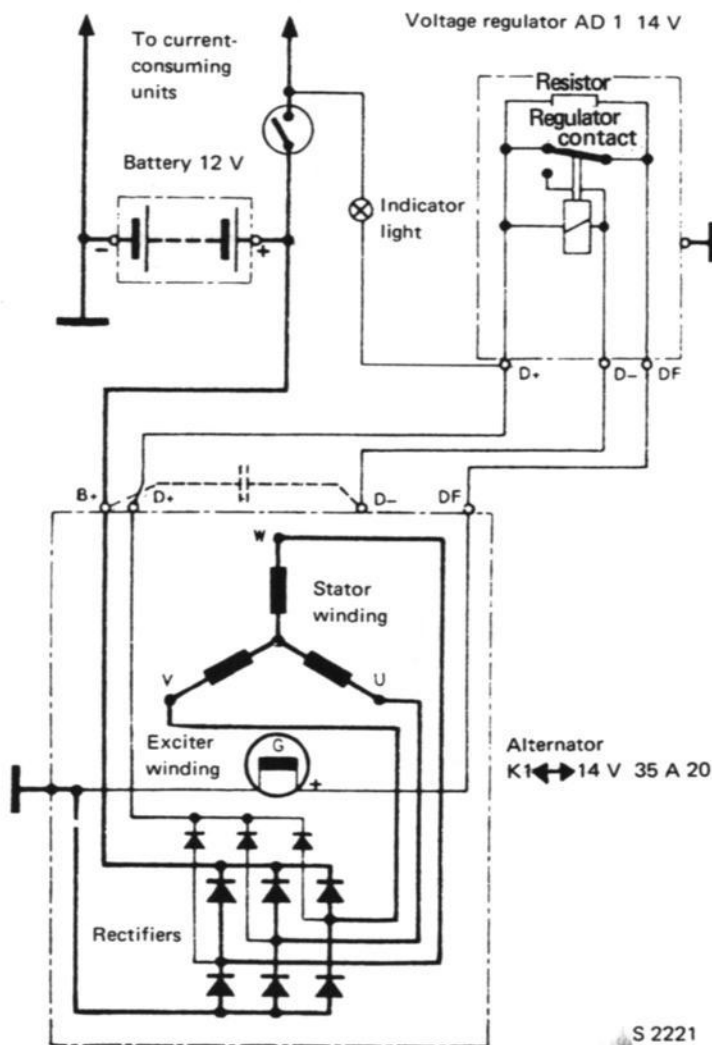 Voltage regulator AD 1 14 V
To current-
consuming
units
Resistor
Regulator
contact
Battery 12 V
Indicator
light
- +
D+ D- DF
B+ D+ D- DF
W
Stator
winding
V U
Exciter
winding
G
+
Alternator
K1 14 V 35 A 20
Rectifiers
S 2221